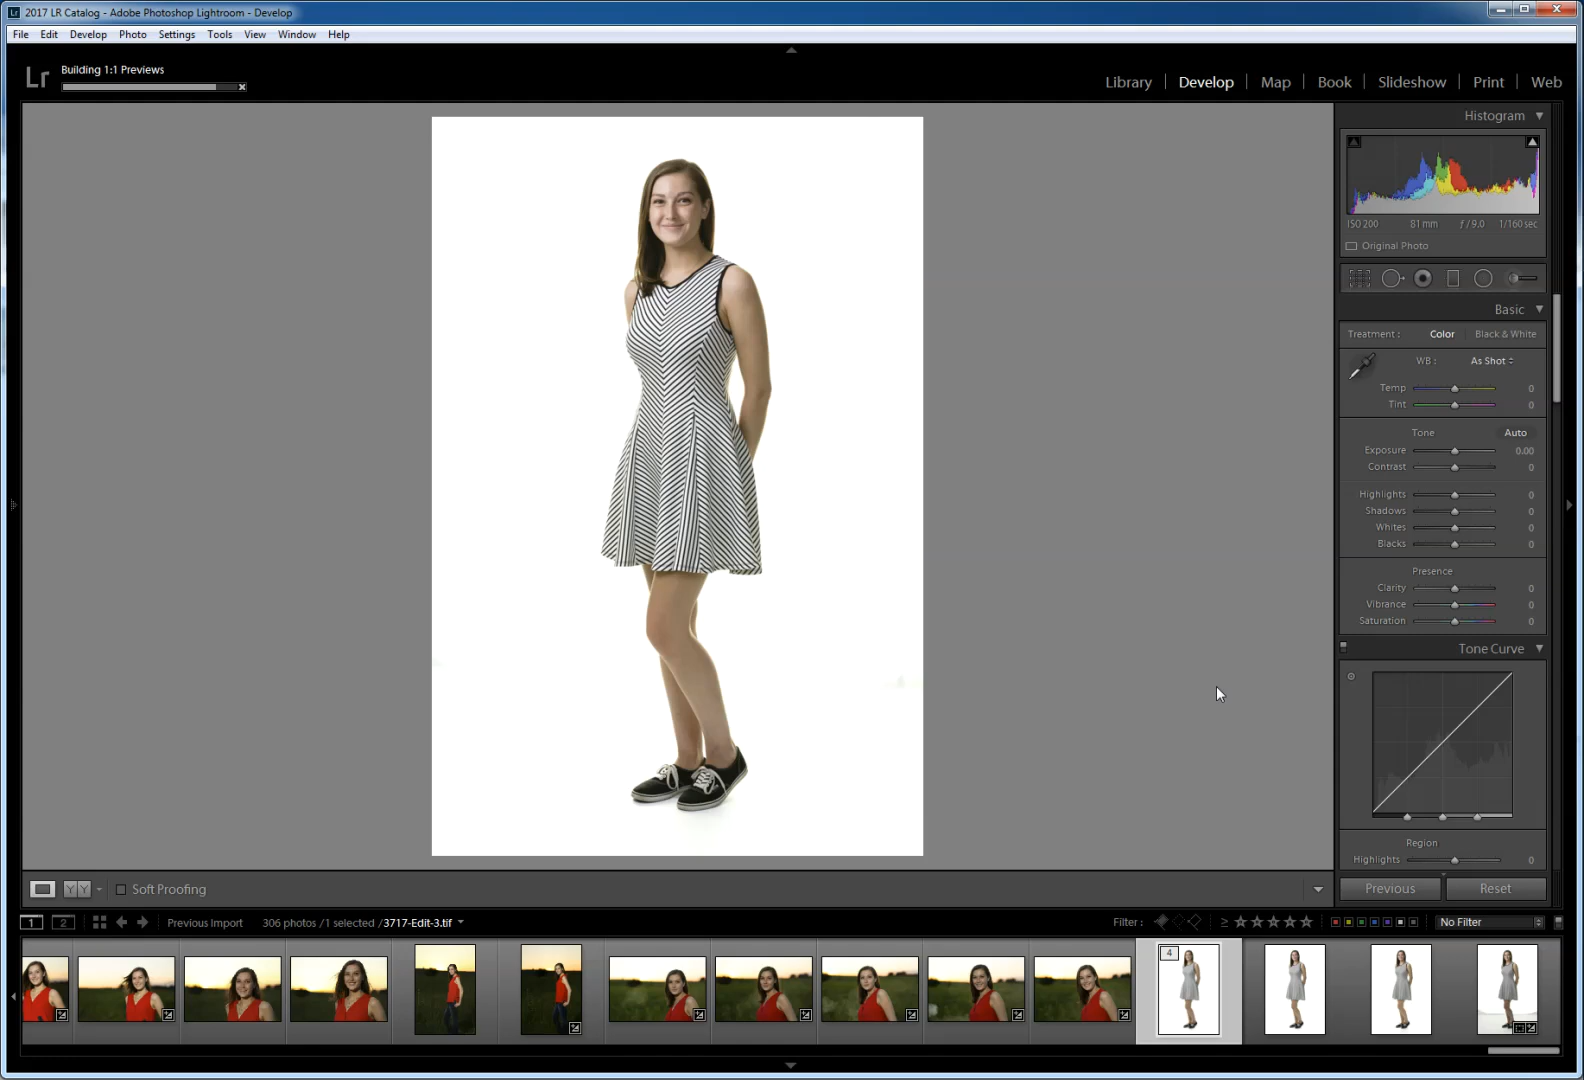 2017 LR Catalog - Adobe Photoshop Lightroom - Develop
File Edit Develop Photo Settings Tools View Window Help
Lr
Building 1:1 Previews
Library | Develop | Map | Book | Slideshow | Print | Web
Histogram
ISO 200 81 mm ƒ / 9.0 1/160 sec
Original Photo
Basic
Treatment : Color Black & White
WB : As Shot
Temp 0
Tint 0
Tone Auto
Exposure 0.00
Contrast 0
Highlights 0
Shadows 0
Whites 0
Blacks 0
Presence
Clarity 0
Vibrance 0
Saturation 0
Tone Curve
Region
Highlights 0
Y Y Soft Proofing
Previous Reset
1 2 Previous Import 306 photos / 1 selected / 3717-Edit-3.tif Filter : ≥ No Filter
4